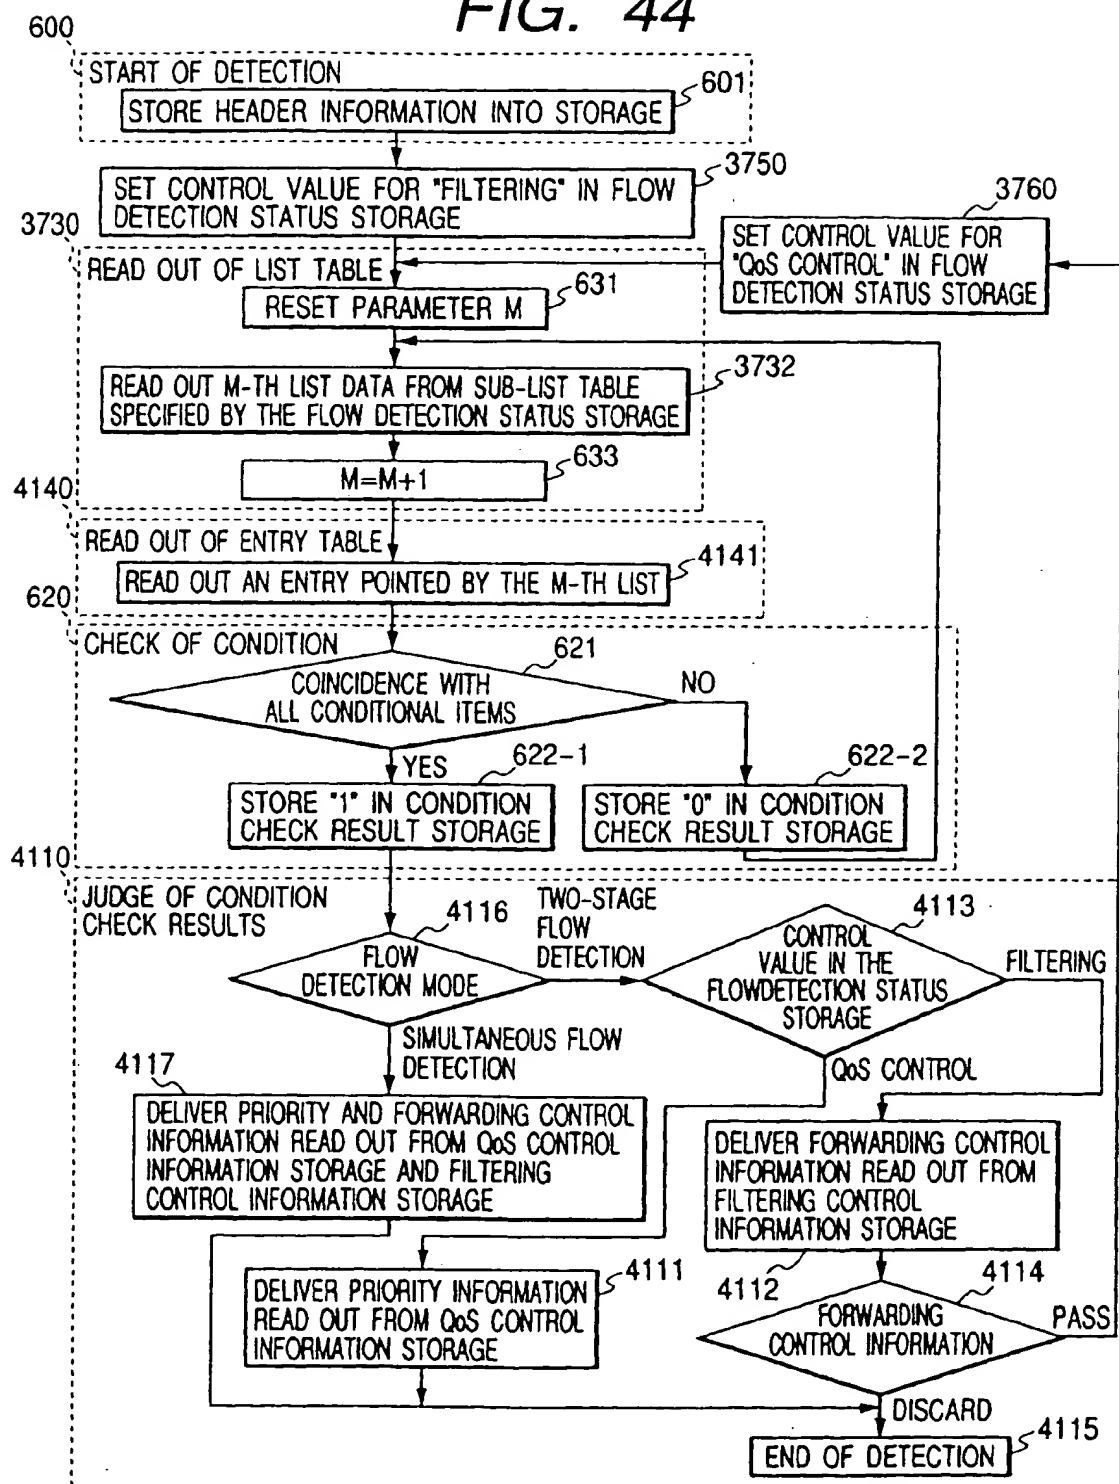 FIG. 44
600
START OF DETECTION
601
STORE HEADER INFORMATION INTO STORAGE
3750
SET CONTROL VALUE FOR "FILTERING" IN FLOW
DETECTION STATUS STORAGE
3760
SET CONTROL VALUE FOR
"QoS CONTROL" IN FLOW
DETECTION STATUS STORAGE
3730
READ OUT OF LIST TABLE
631
RESET PARAMETER M
3732
READ OUT M-TH LIST DATA FROM SUB-LIST TABLE
SPECIFIED BY THE FLOW DETECTION STATUS STORAGE
633
M=M+1
4140
READ OUT OF ENTRY TABLE
4141
READ OUT AN ENTRY POINTED BY THE M-TH LIST
620
CHECK OF CONDITION
621
COINCIDENCE WITH
ALL CONDITIONAL ITEMS
NO
YES
622-1
STORE "1" IN CONDITION
CHECK RESULT STORAGE
622-2
STORE "0" IN CONDITION
CHECK RESULT STORAGE
4110
JUDGE OF CONDITION
CHECK RESULTS
4116
FLOW
DETECTION MODE
TWO-STAGE
FLOW
DETECTION
4113
CONTROL
VALUE IN THE
FLOWDETECTION STATUS
STORAGE
FILTERING
SIMULTANEOUS FLOW
DETECTION
QoS CONTROL
4117
DELIVER PRIORITY AND FORWARDING CONTROL
INFORMATION READ OUT FROM QoS CONTROL
INFORMATION STORAGE AND FILTERING
CONTROL INFORMATION STORAGE
DELIVER FORWARDING CONTROL
INFORMATION READ OUT FROM
FILTERING CONTROL
INFORMATION STORAGE
4112
4111
DELIVER PRIORITY INFORMATION
READ OUT FROM QoS CONTROL
INFORMATION STORAGE
4114
FORWARDING
CONTROL INFORMATION
PASS
DISCARD
4115
END OF DETECTION